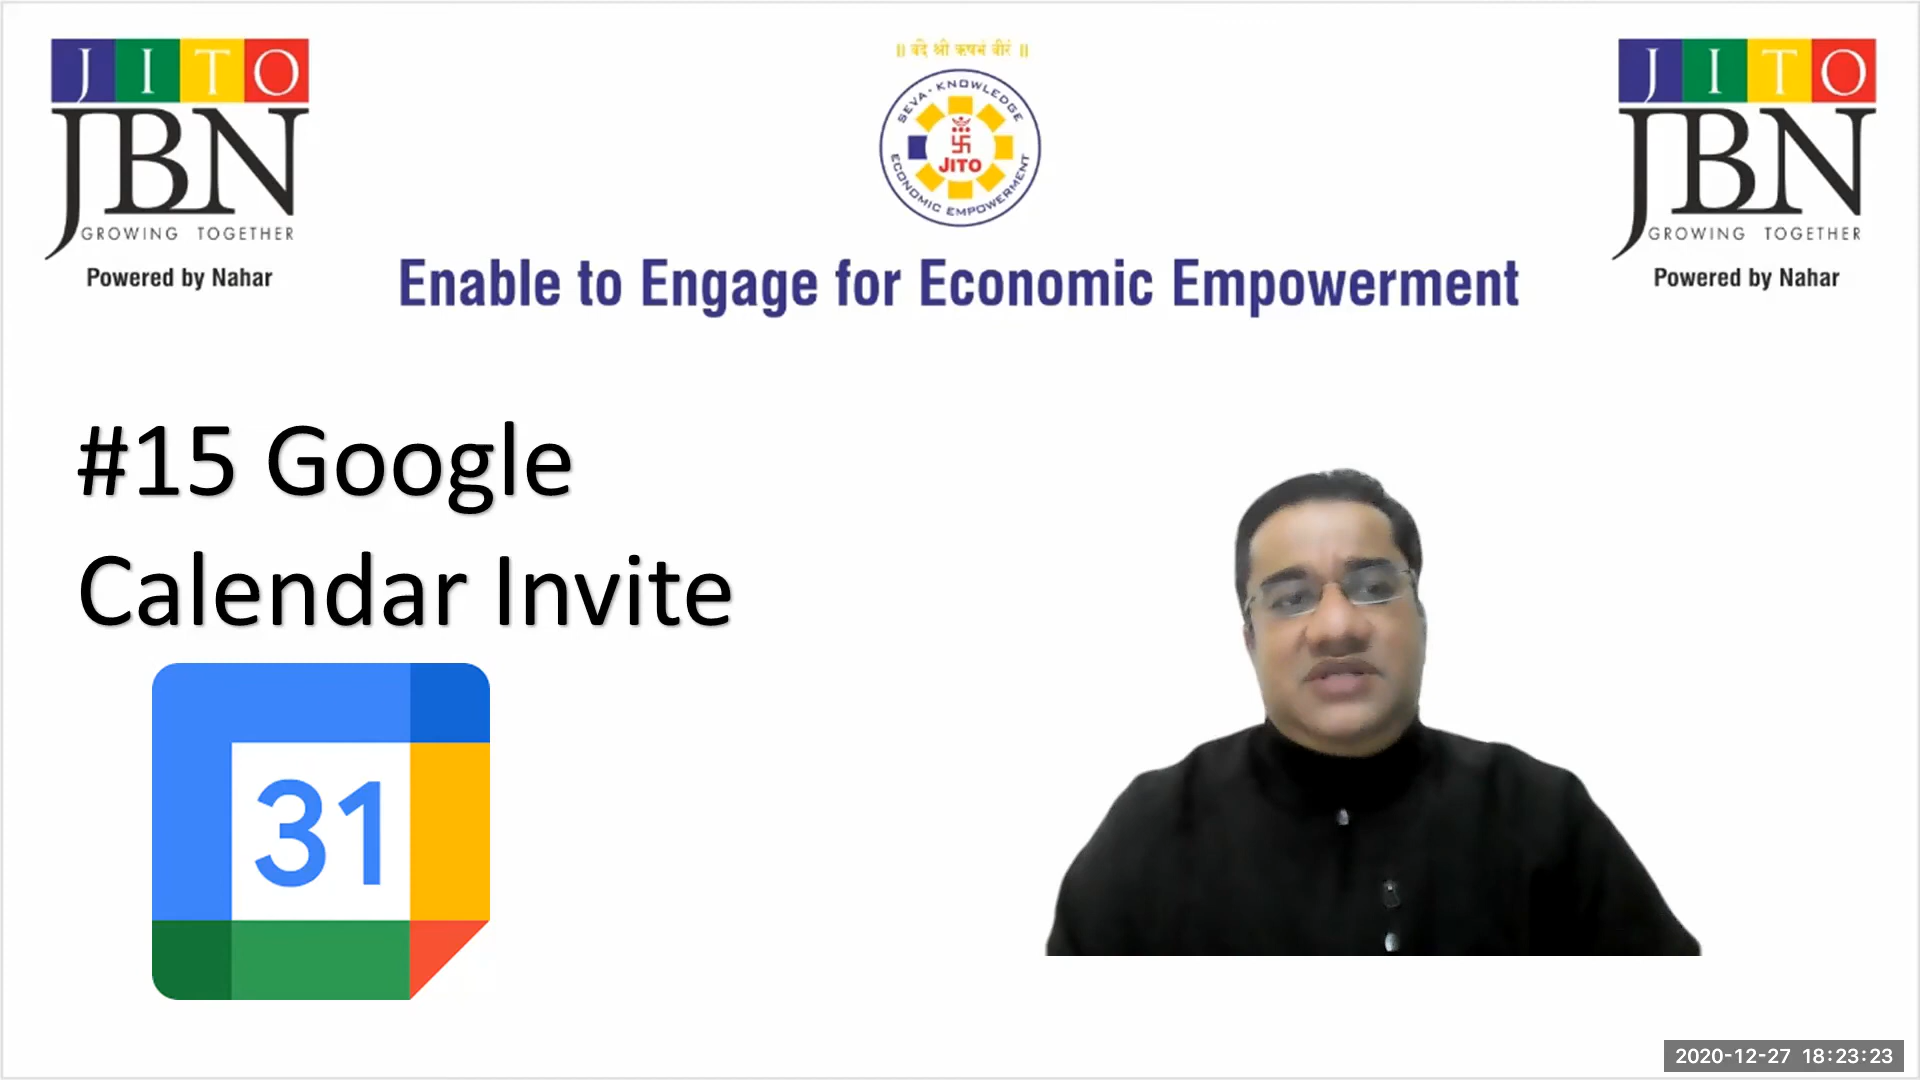 JITO
JBN
GROWING TOGETHER
Powered by Nahar
|| वंदे श्री ऋषभं वीरं ||
SEVA-KNOWLEDGE
JITO
ECONOMIC EMPOWERMENT
JITO
JBN
GROWING TOGETHER
Powered by Nahar
Enable to Engage for Economic Empowerment
#15 Google
Calendar Invite
31
2020-12-27 18:23:23